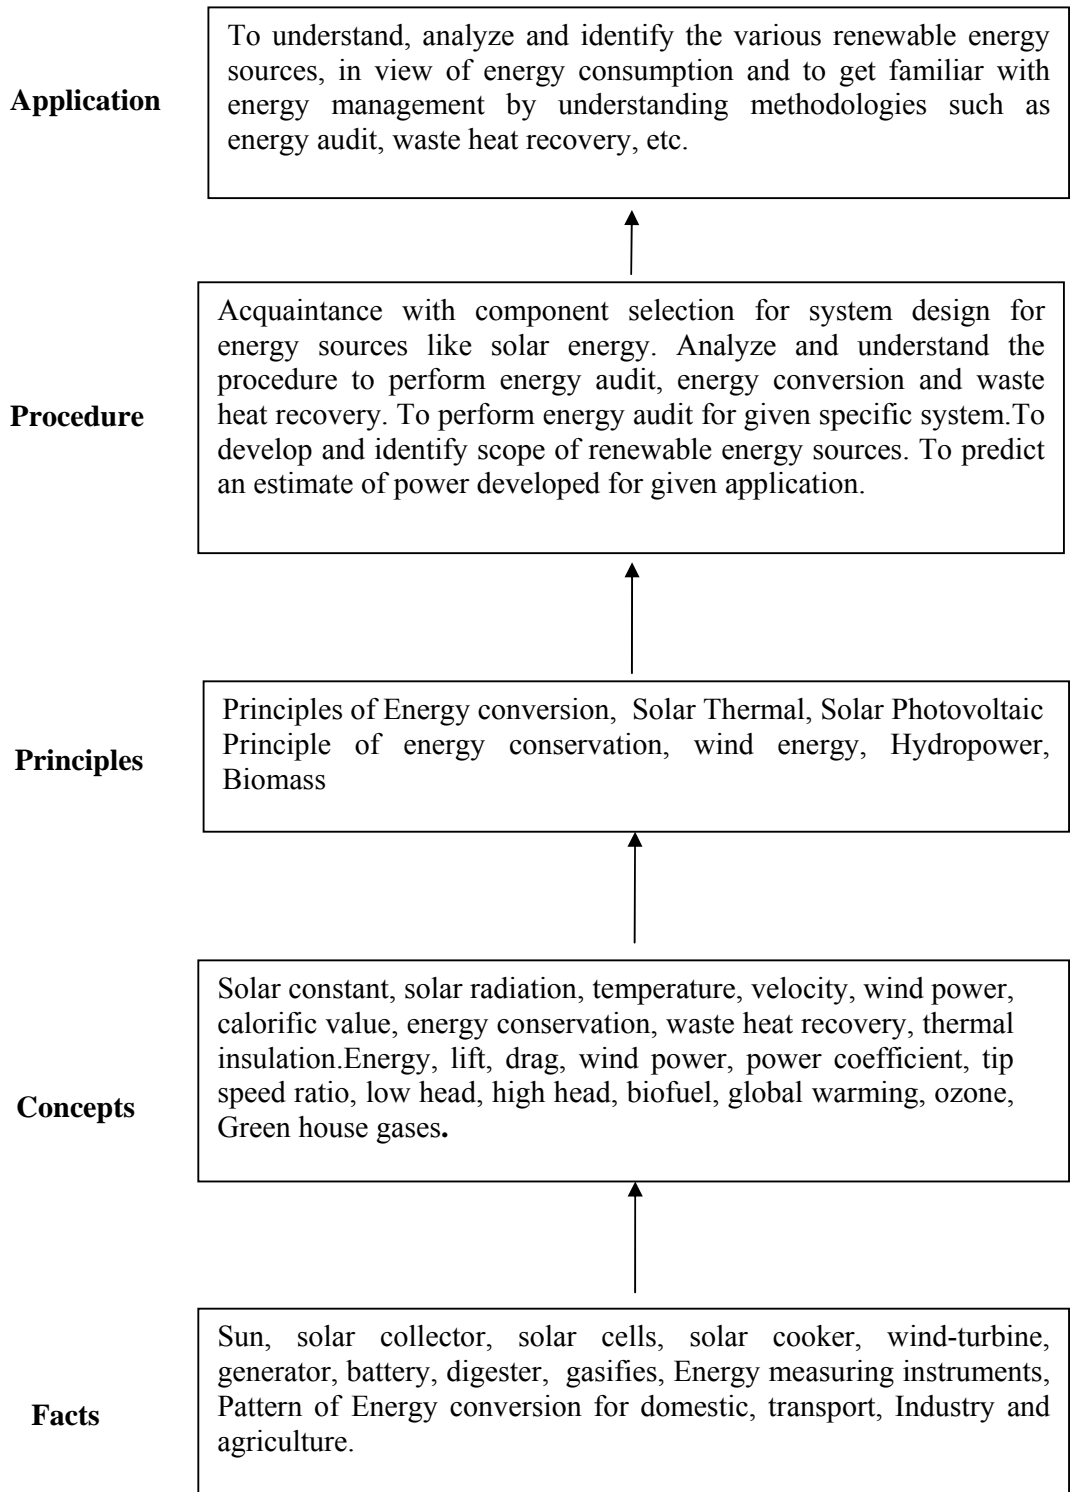 To understand, analyze and identify the various renewable energy
sources, in view of energy consumption and to get familiar with
Application
energy management by understanding methodologies such as
energy audit, waste heat recovery, etc.
Acquaintance with component selection for system design for
energy sources like solar energy. Analyze and understand the
procedure to perform energy audit, energy conversion and waste
Procedure
heat recovery. To perform energy audit for given specific system.To
develop and identify scope of renewable energy sources. To predict
an estimate of power developed for given application.
Principles of Energy conversion, Solar Thermal, Solar Photovoltaic
Principles
Principle of energy conservation, wind energy, Hydropower,
Biomass
Solar constant, solar radiation, temperature, velocity, wind power,
calorific value, energy conservation, waste heat recovery, thermal
insulation.Energy, lift, drag, wind power, power coefficient, tip
speed ratio, low head, high head, biofuel, global warming, ozone,
Concepts
Green house gases.
Sun, solar collector, solar cells, solar cooker, wind-turbine,
generator, battery, digester, gasifies, Energy measuring instruments,
Pattern of Energy conversion for domestic, transport, Industry and
Facts
agriculture.